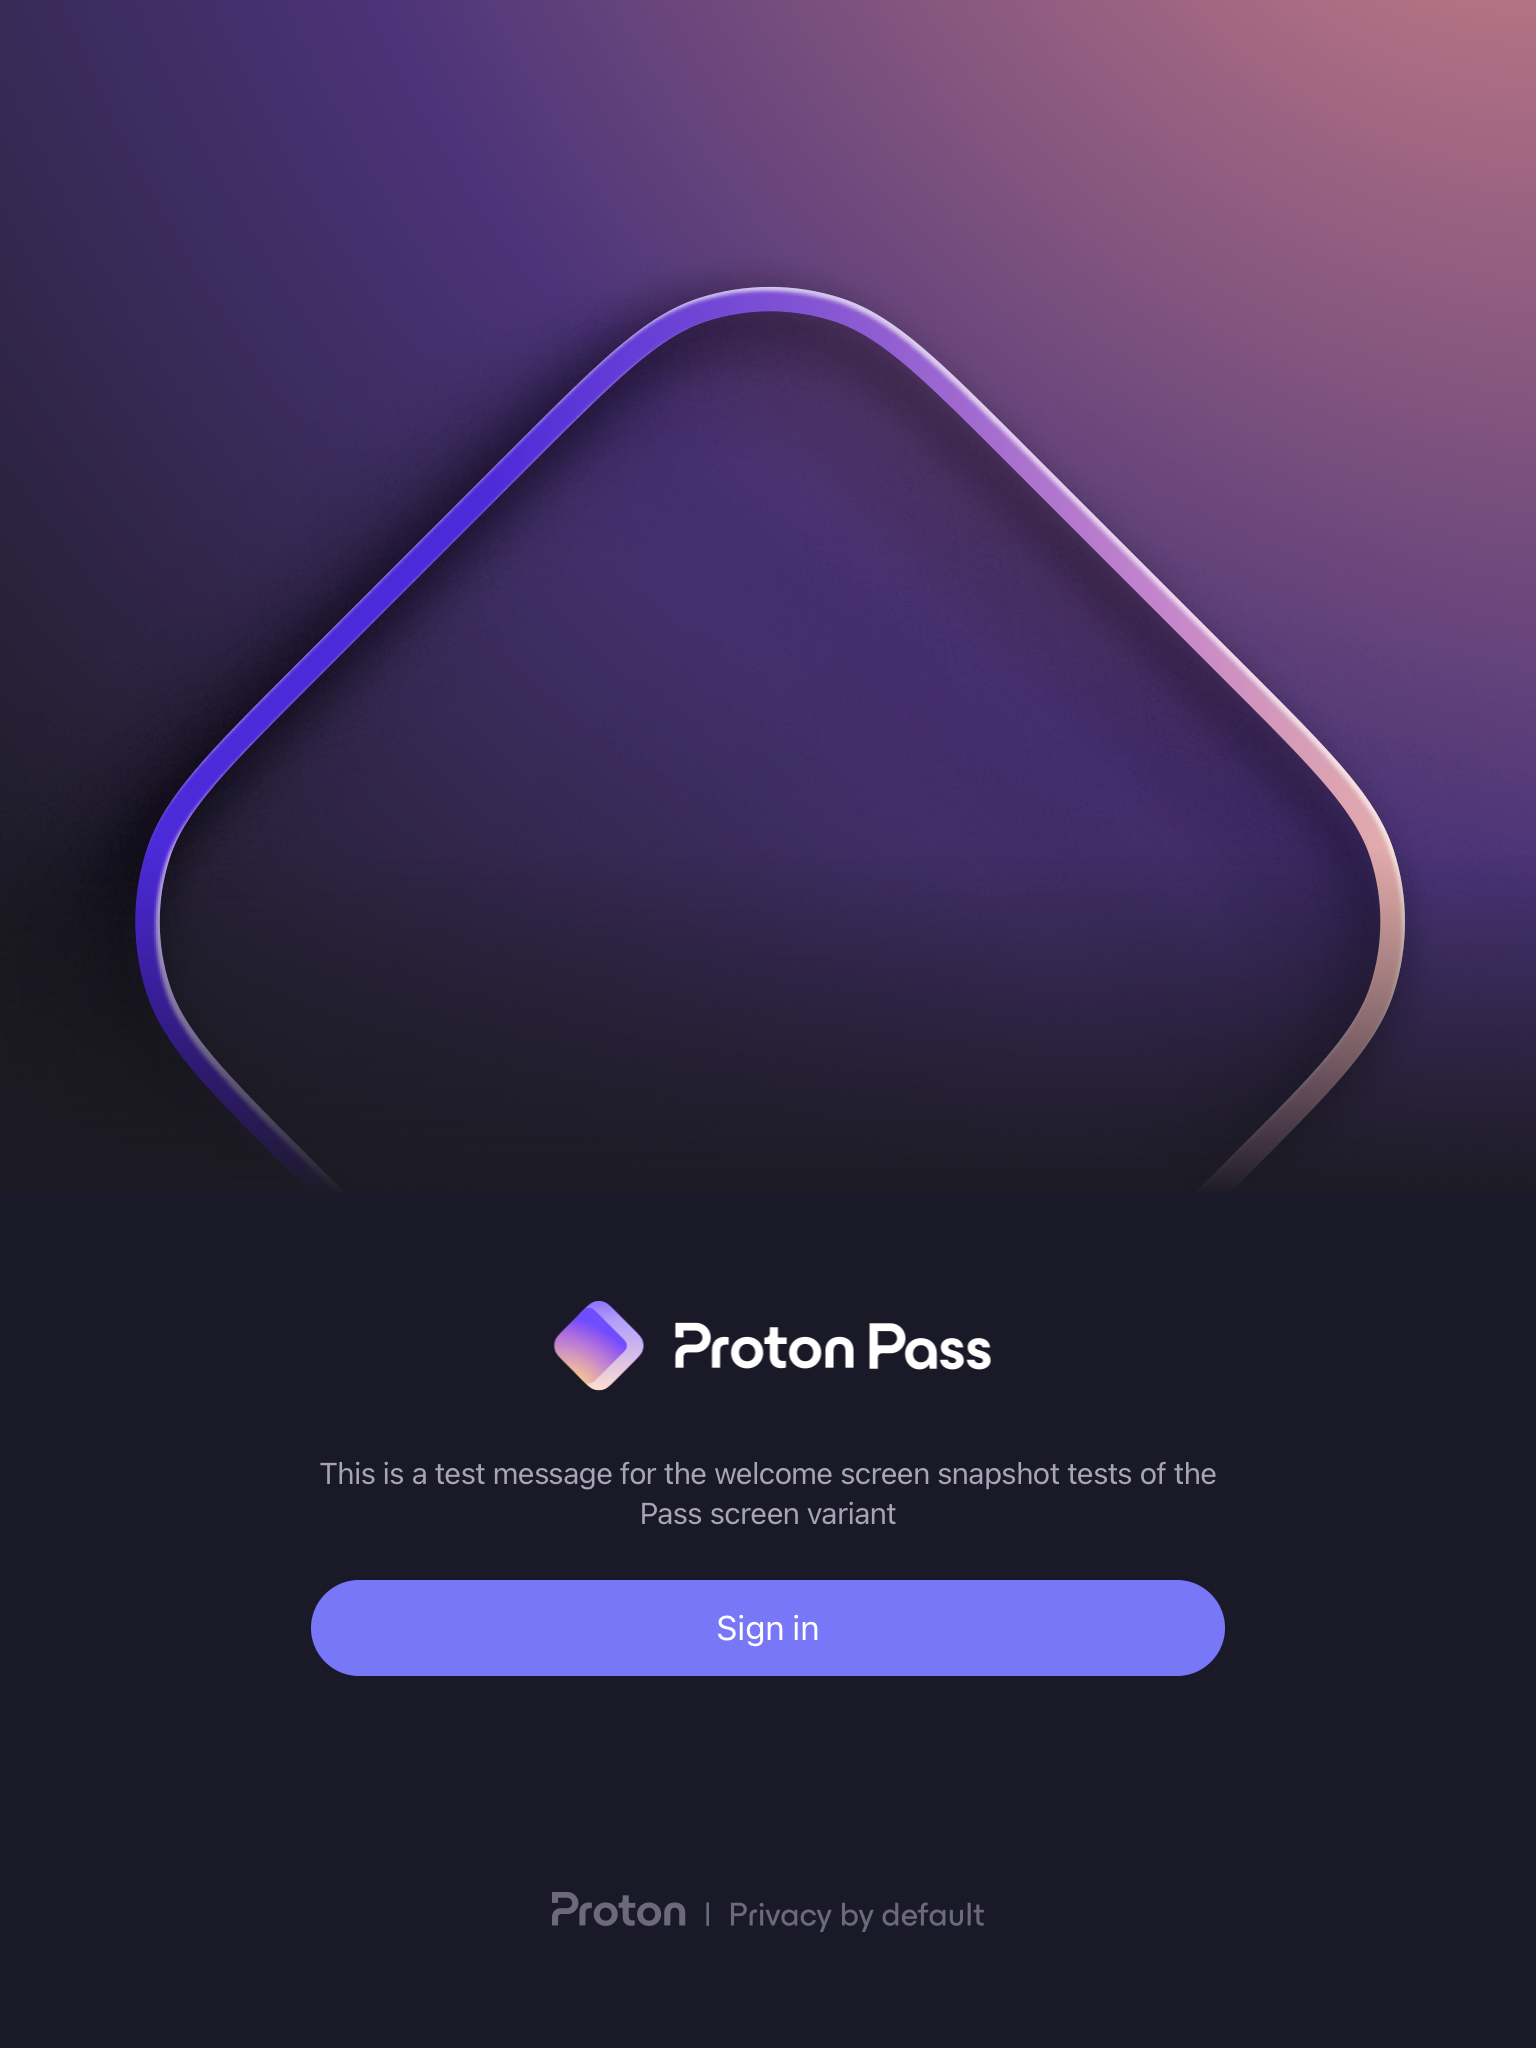 Proton Pass
This is a test message for the welcome screen snapshot tests of the
Pass screen variant
Sign in
Proton | Privacy by default